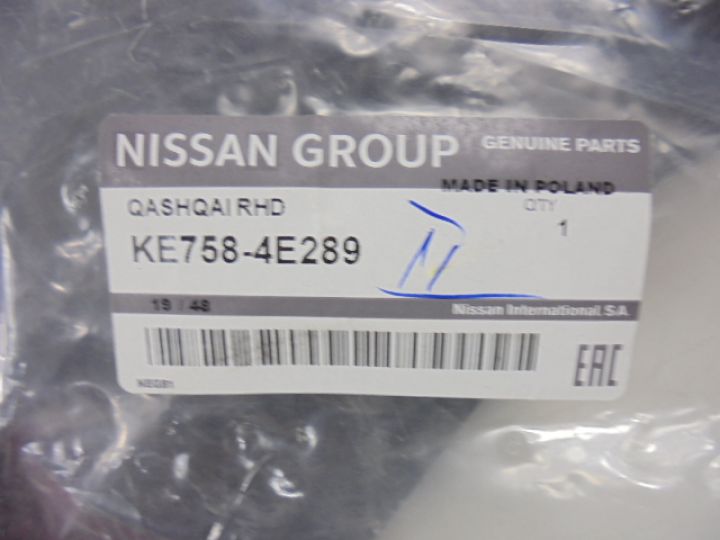 NISSAN GROUP GENUINE PARTS
MADE IN POLAND
QASHQAI RHD QTY
KE758-4E289 1
19 / 48 Nissan International SA
EAC